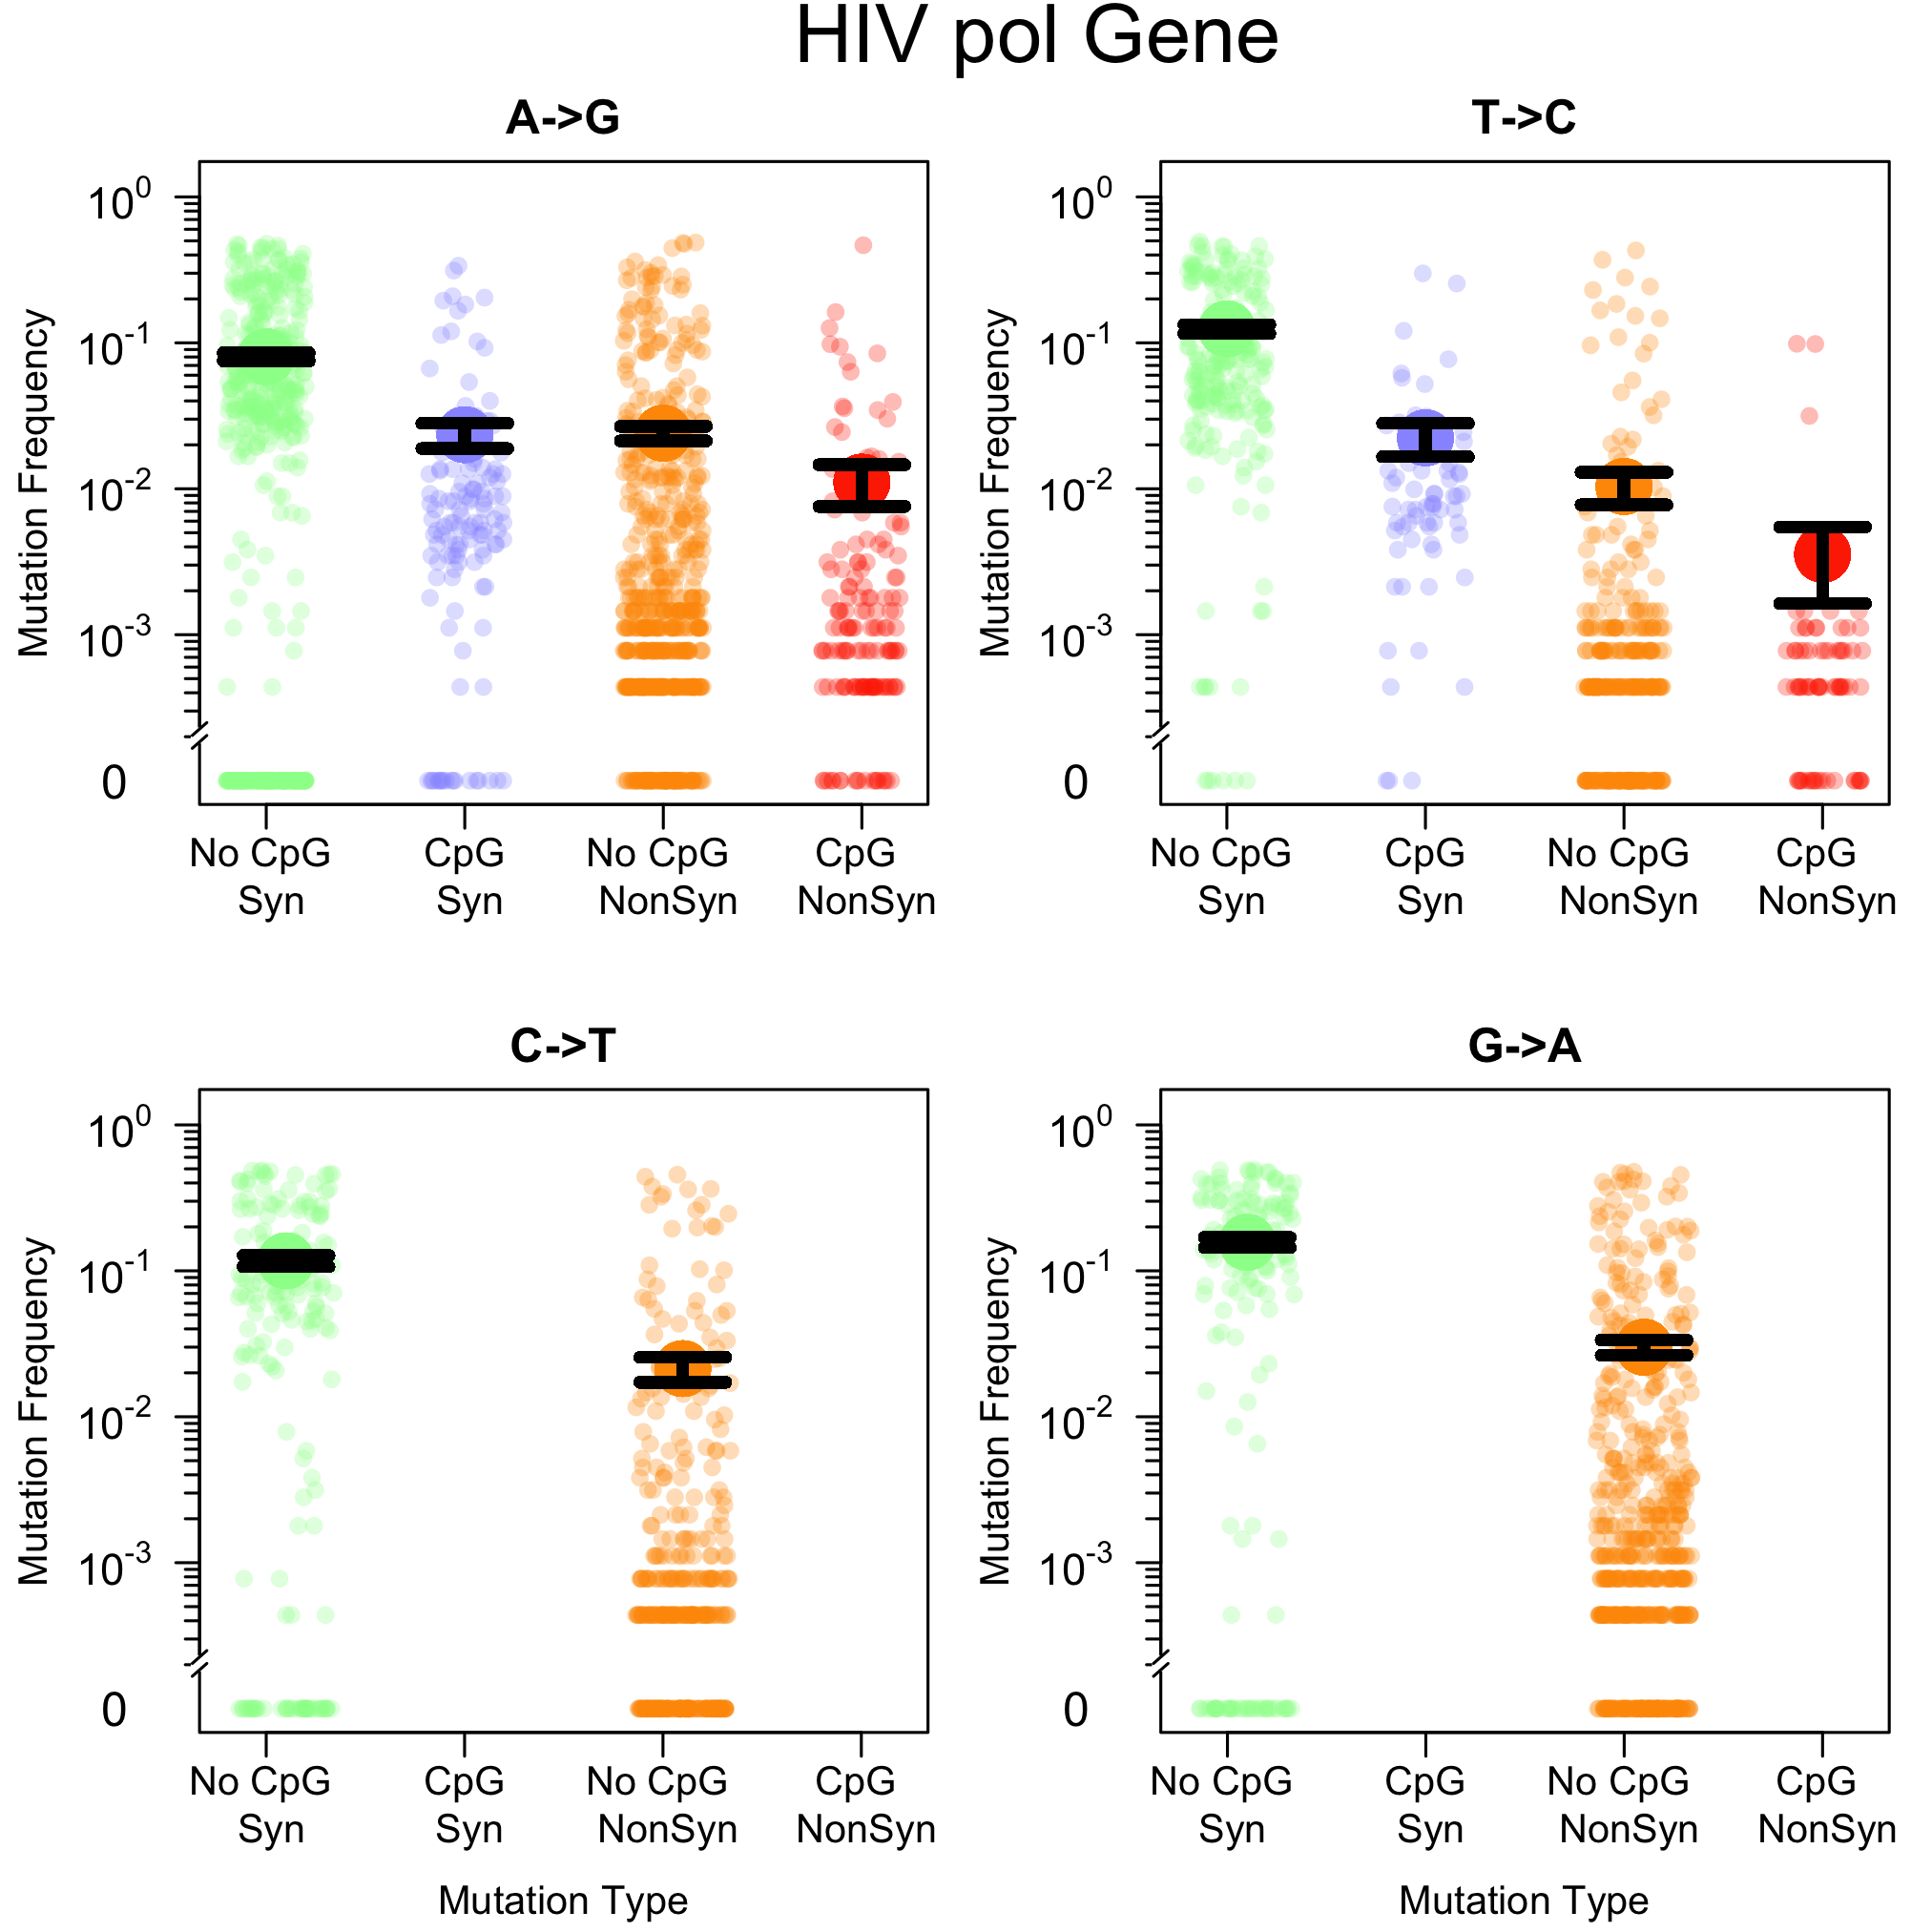 HIV pol Gene
A->G
Mutation Frequency
10^0
10^-1
10^-2
10^-3
0
No CpG Syn
CpG Syn
No CpG NonSyn
CpG NonSyn
T->C
Mutation Frequency
10^0
10^-1
10^-2
10^-3
0
No CpG Syn
CpG Syn
No CpG NonSyn
CpG NonSyn
C->T
Mutation Frequency
10^0
10^-1
10^-2
10^-3
0
No CpG Syn
CpG Syn
No CpG NonSyn
CpG NonSyn
Mutation Type
G->A
Mutation Frequency
10^0
10^-1
10^-2
10^-3
0
No CpG Syn
CpG Syn
No CpG NonSyn
CpG NonSyn
Mutation Type